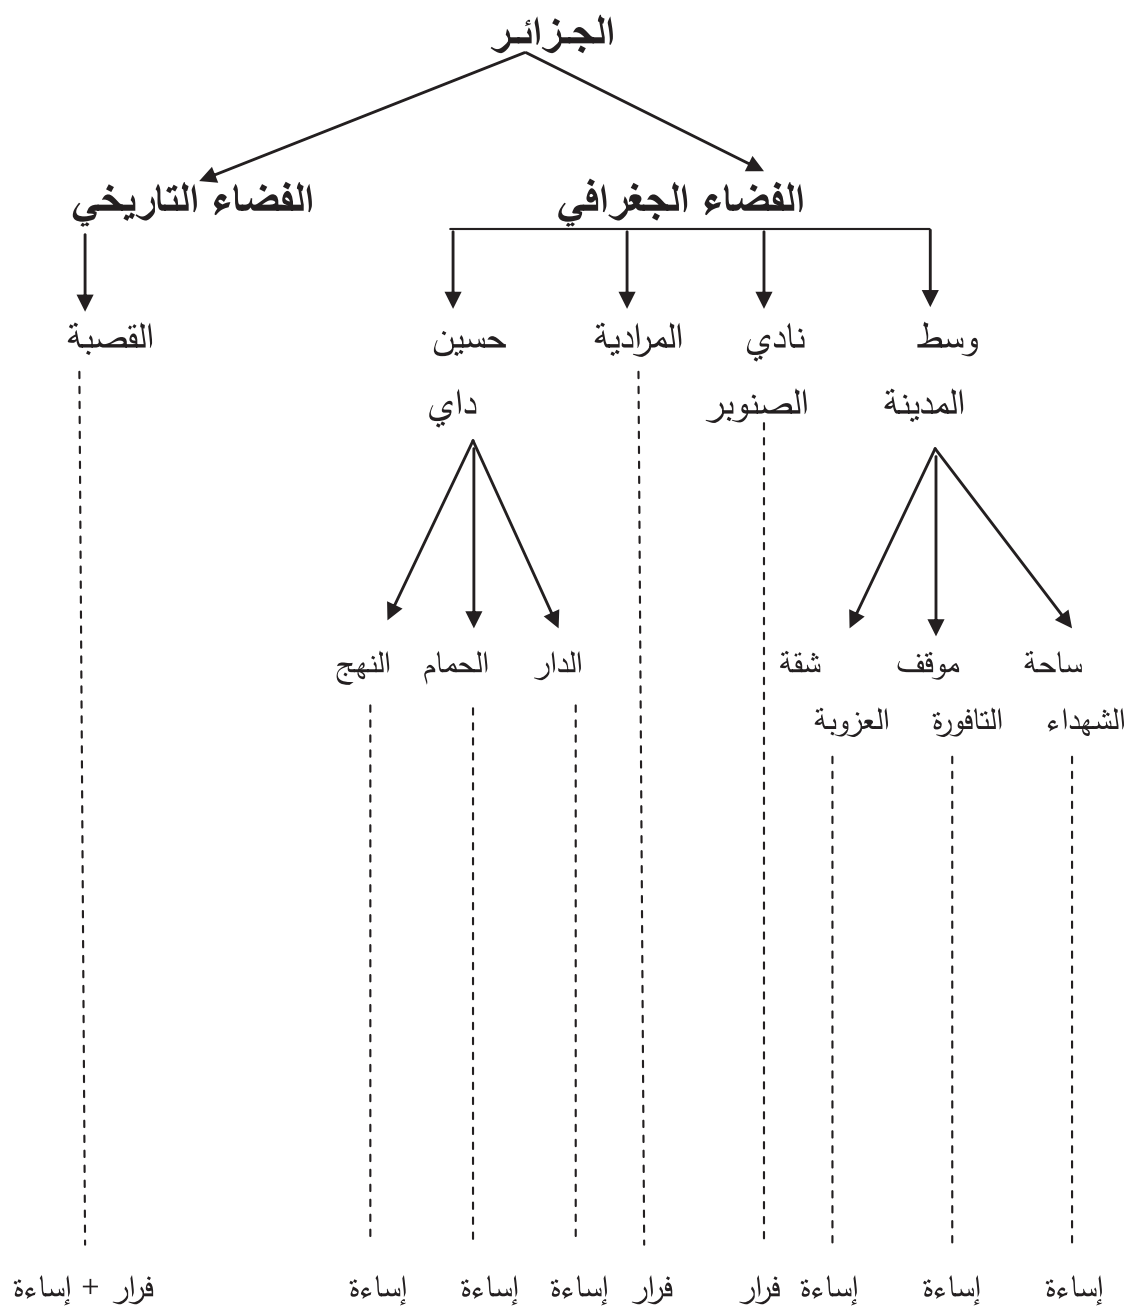 الجزائر
الفضاء الجغرافي الفضاء التاريخي
وسط نادي المرادية حسين القصبة
المدينة الصنوبر داي
ساحة موقف شقة الدار الحمام النهج
الشهداء التافورة العزوبة
إساءة إساءة إساءة فرار فرار إساءة إساءة إساءة فرار + إساءة